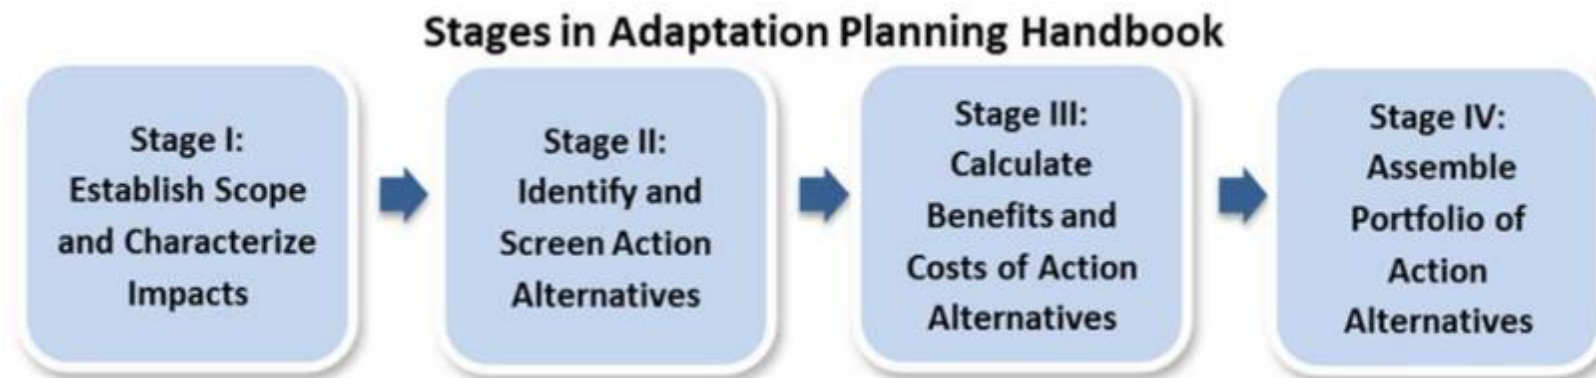 Stages in Adaptation Planning Handbook
Stage I:
Establish Scope
and Characterize
Impacts
Stage II:
Identify and
Screen Action
Alternatives
Stage III:
Calculate
Benefits and
Costs of Action
Alternatives
Stage IV:
Assemble
Portfolio of
Action
Alternatives